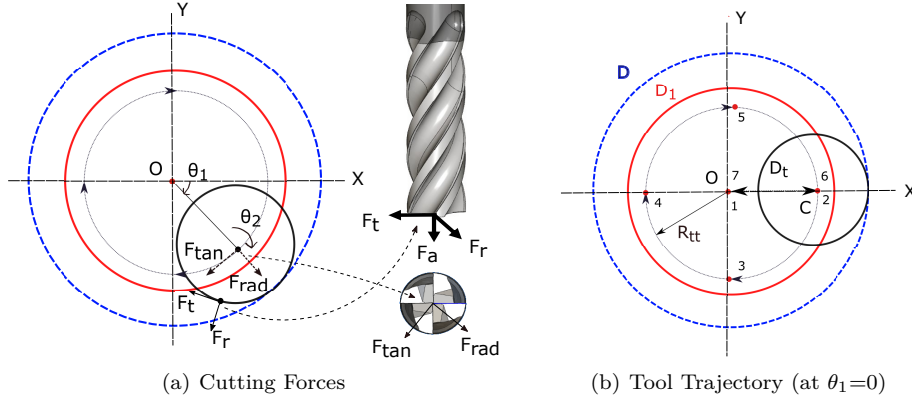 Y
O
θ1
X
θ2
Ftan
Frad
Ft
Fr
Ft
Fa
Fr
Ftan
Frad
(a) Cutting Forces
Y
D
D1
5
Dt
O
7
6
X
4
1
C
2
Rtt
3
(b) Tool Trajectory (at θ1=0)